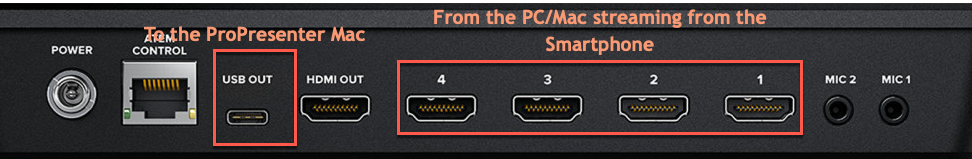 From the PC/Mac streaming from the
Smartphone
To the ProPresenter Mac
POWER
ATEM
CONTROL
USB OUT
HDMI OUT
4
3
2
1
MIC 2
MIC 1